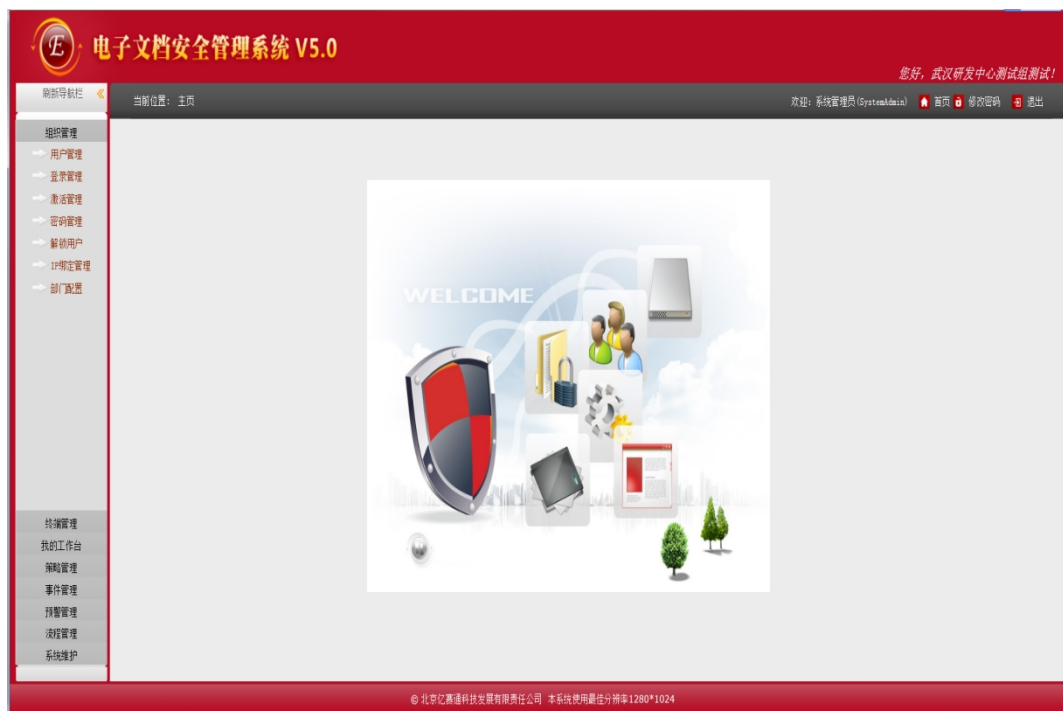 E
电子文档安全管理系统 V5.0
您好，武汉研发中心测试组测试！
刷新导航栏 《
当前位置： 主页
欢迎：系统管理员(SystemAdmin) 首页 修改密码 退出
组织管理
用户管理
登录管理
激活管理
密码管理
解锁用户
IP绑定管理
部门配置
WELCOME
终端管理
我的工作台
策略管理
事件管理
预警管理
流程管理
系统维护
© 北京亿赛通科技发展有限责任公司 本系统使用最佳分辨率1280*1024